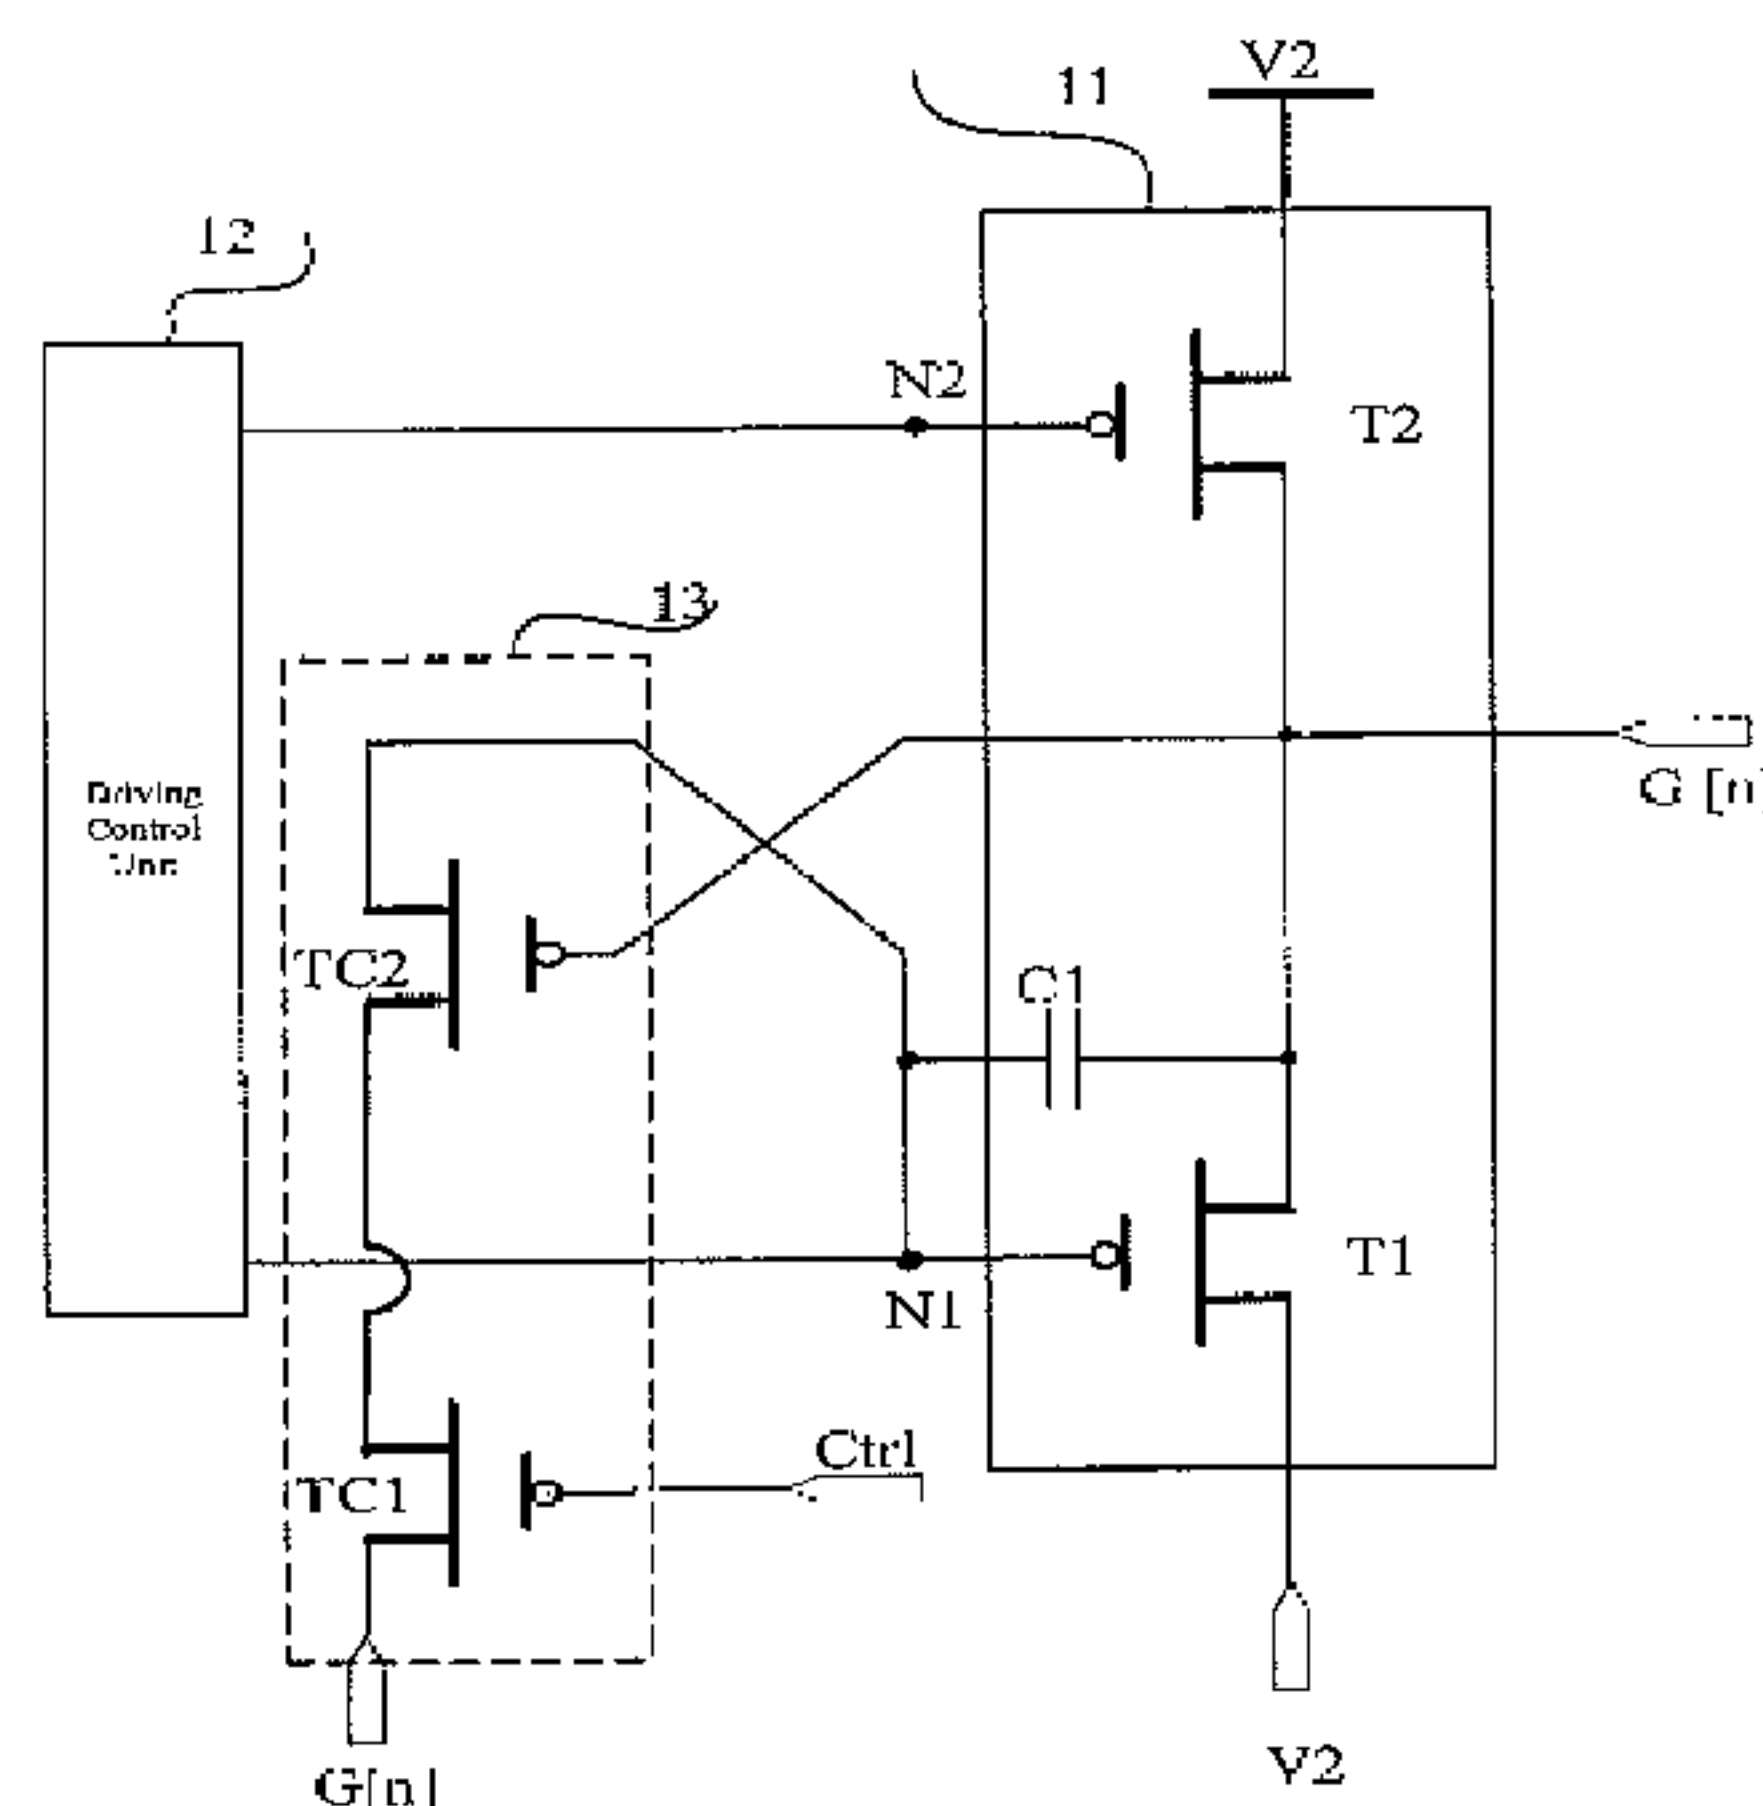 V2
11
12
N2
T2
13
G [n]
Driving
Control
TC2
C1
T1
N1
Ctrl
TC1
V2
G[n]